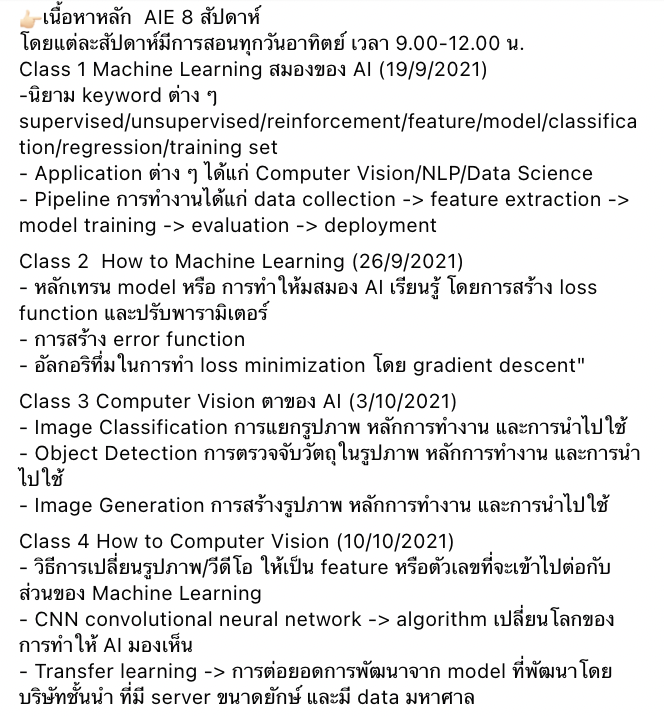 👉🏻เนื้อหาหลัก AIE 8 สัปดาห์
โดยแต่ละสัปดาห์มีการสอนทุกวันอาทิตย์ เวลา 9.00-12.00 น.
Class 1 Machine Learning สมองของ AI (19/9/2021)
-นิยาม keyword ต่าง ๆ
supervised/unsupervised/reinforcement/feature/model/classifica
tion/regression/training set
- Application ต่าง ๆ ได้แก่ Computer Vision/NLP/Data Science
- Pipeline การทำงานได้แก่ data collection -> feature extraction ->
model training -> evaluation -> deployment
Class 2 How to Machine Learning (26/9/2021)
- หลักเทรน model หรือ การทำให้มสมอง AI เรียนรู้ โดยการสร้าง loss
function และปรับพารามิเตอร์
- การสร้าง error function
- อัลกอริทึ่มในการทำ loss minimization โดย gradient descent"
Class 3 Computer Vision ตาของ AI (3/10/2021)
- Image Classification การแยกรูปภาพ หลักการทำงาน และการนำไปใช้
- Object Detection การตรวจจับวัตถุในรูปภาพ หลักการทำงาน และการนำ
ไปใช้
- Image Generation การสร้างรูปภาพ หลักการทำงาน และการนำไปใช้
Class 4 How to Computer Vision (10/10/2021)
- วิธีการเปลี่ยนรูปภาพ/วีดีโอ ให้เป็น feature หรือตัวเลขที่จะเข้าไปต่อกับ
ส่วนของ Machine Learning
- CNN convolutional neural network -> algorithm เปลี่ยนโลกของ
การทำให้ AI มองเห็น
- Transfer learning -> การต่อยอดการพัฒนาจาก model ที่พัฒนาโดย
บริษัทชั้นนำ ที่มี server ขนาดยักษ์ และมี data มหาศาล